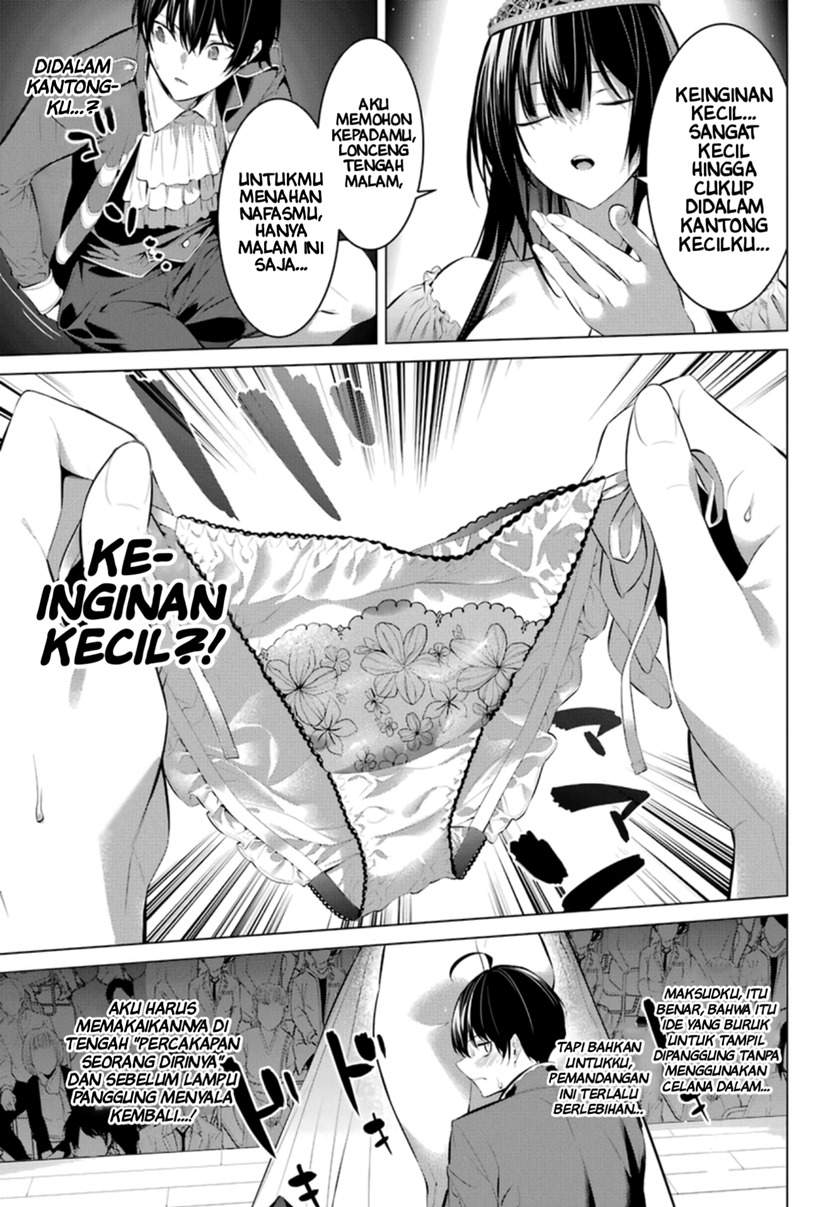 KEINGINAN
KECIL...
SANGAT
KECIL
HINGGA
CUKUP
DIDALAM
KANTONG
KECILKU...
AKU
MEMOHON
KEPADAMU,
LONCENG
TENGAH
MALAM,
UNTUKMU
MENAHAN
NAFASMU,
HANYA
MALAM INI
SAJA...
DIDALAM
KANTONG-
KU...?
KE-
INGINAN
KECIL?!
MAKSUDKU, ITU
BENAR, BAHWA ITU
IDE YANG BURUK
UNTUK TAMPIL
DIPANGGUNG TANPA
MENGGUNAKAN
CELANA DALAM...
TAPI BAHKAN
UNTUKKU,
PEMANDANGAN
INI TERLALU
BERLEBIHAN...
AKU HARUS
MEMAKAIKANNYA DI
TENGAH "PERCAKAPAN
SEORANG DIRINYA"
DAN SEBELUM LAMPU
PANGGUNG MENYALA
KEMBALI...!
ドド